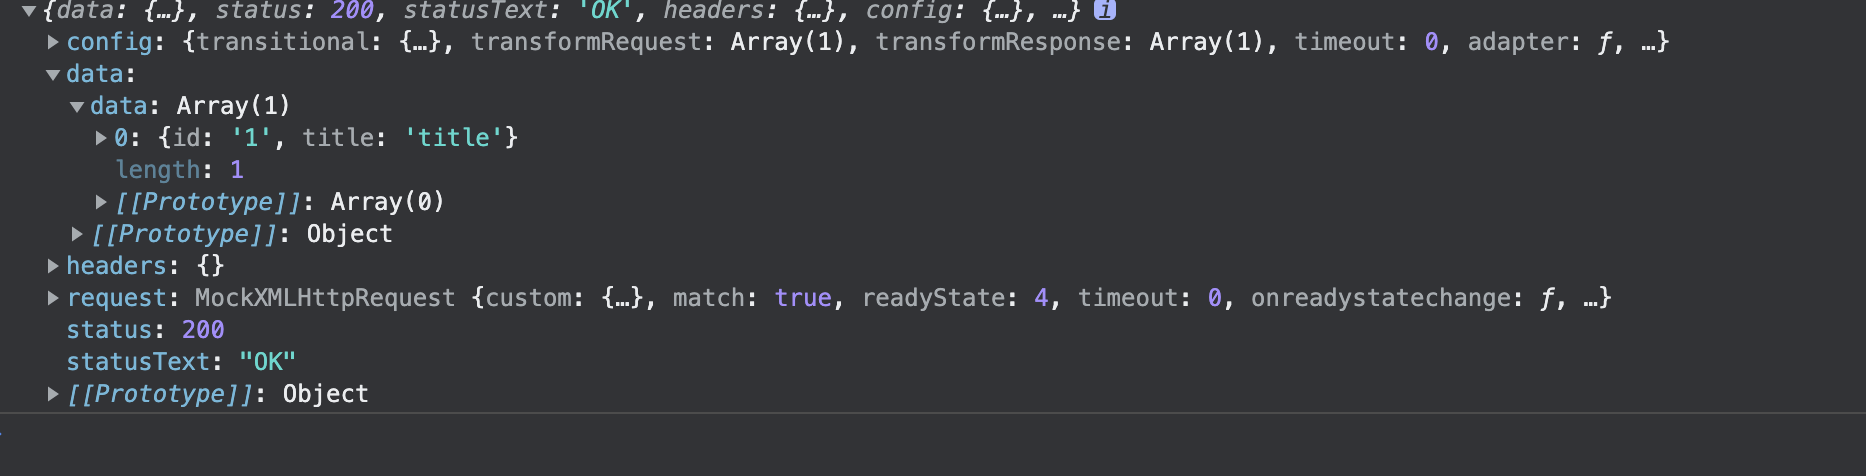 ▼{data: {…}, status: 200, statusText: 'OK', headers: {…}, config: {…}, …} i
▶config: {transitional: {…}, transformRequest: Array(1), transformResponse: Array(1), timeout: 0, adapter: ƒ, …}
▼data:
▼data: Array(1)
▶0: {id: '1', title: 'title'}
length: 1
▶[[Prototype]]: Array(0)
▶[[Prototype]]: Object
▶headers: {}
▶request: MockXMLHttpRequest {custom: {…}, match: true, readyState: 4, timeout: 0, onreadystatechange: ƒ, …}
status: 200
statusText: "OK"
▶[[Prototype]]: Object